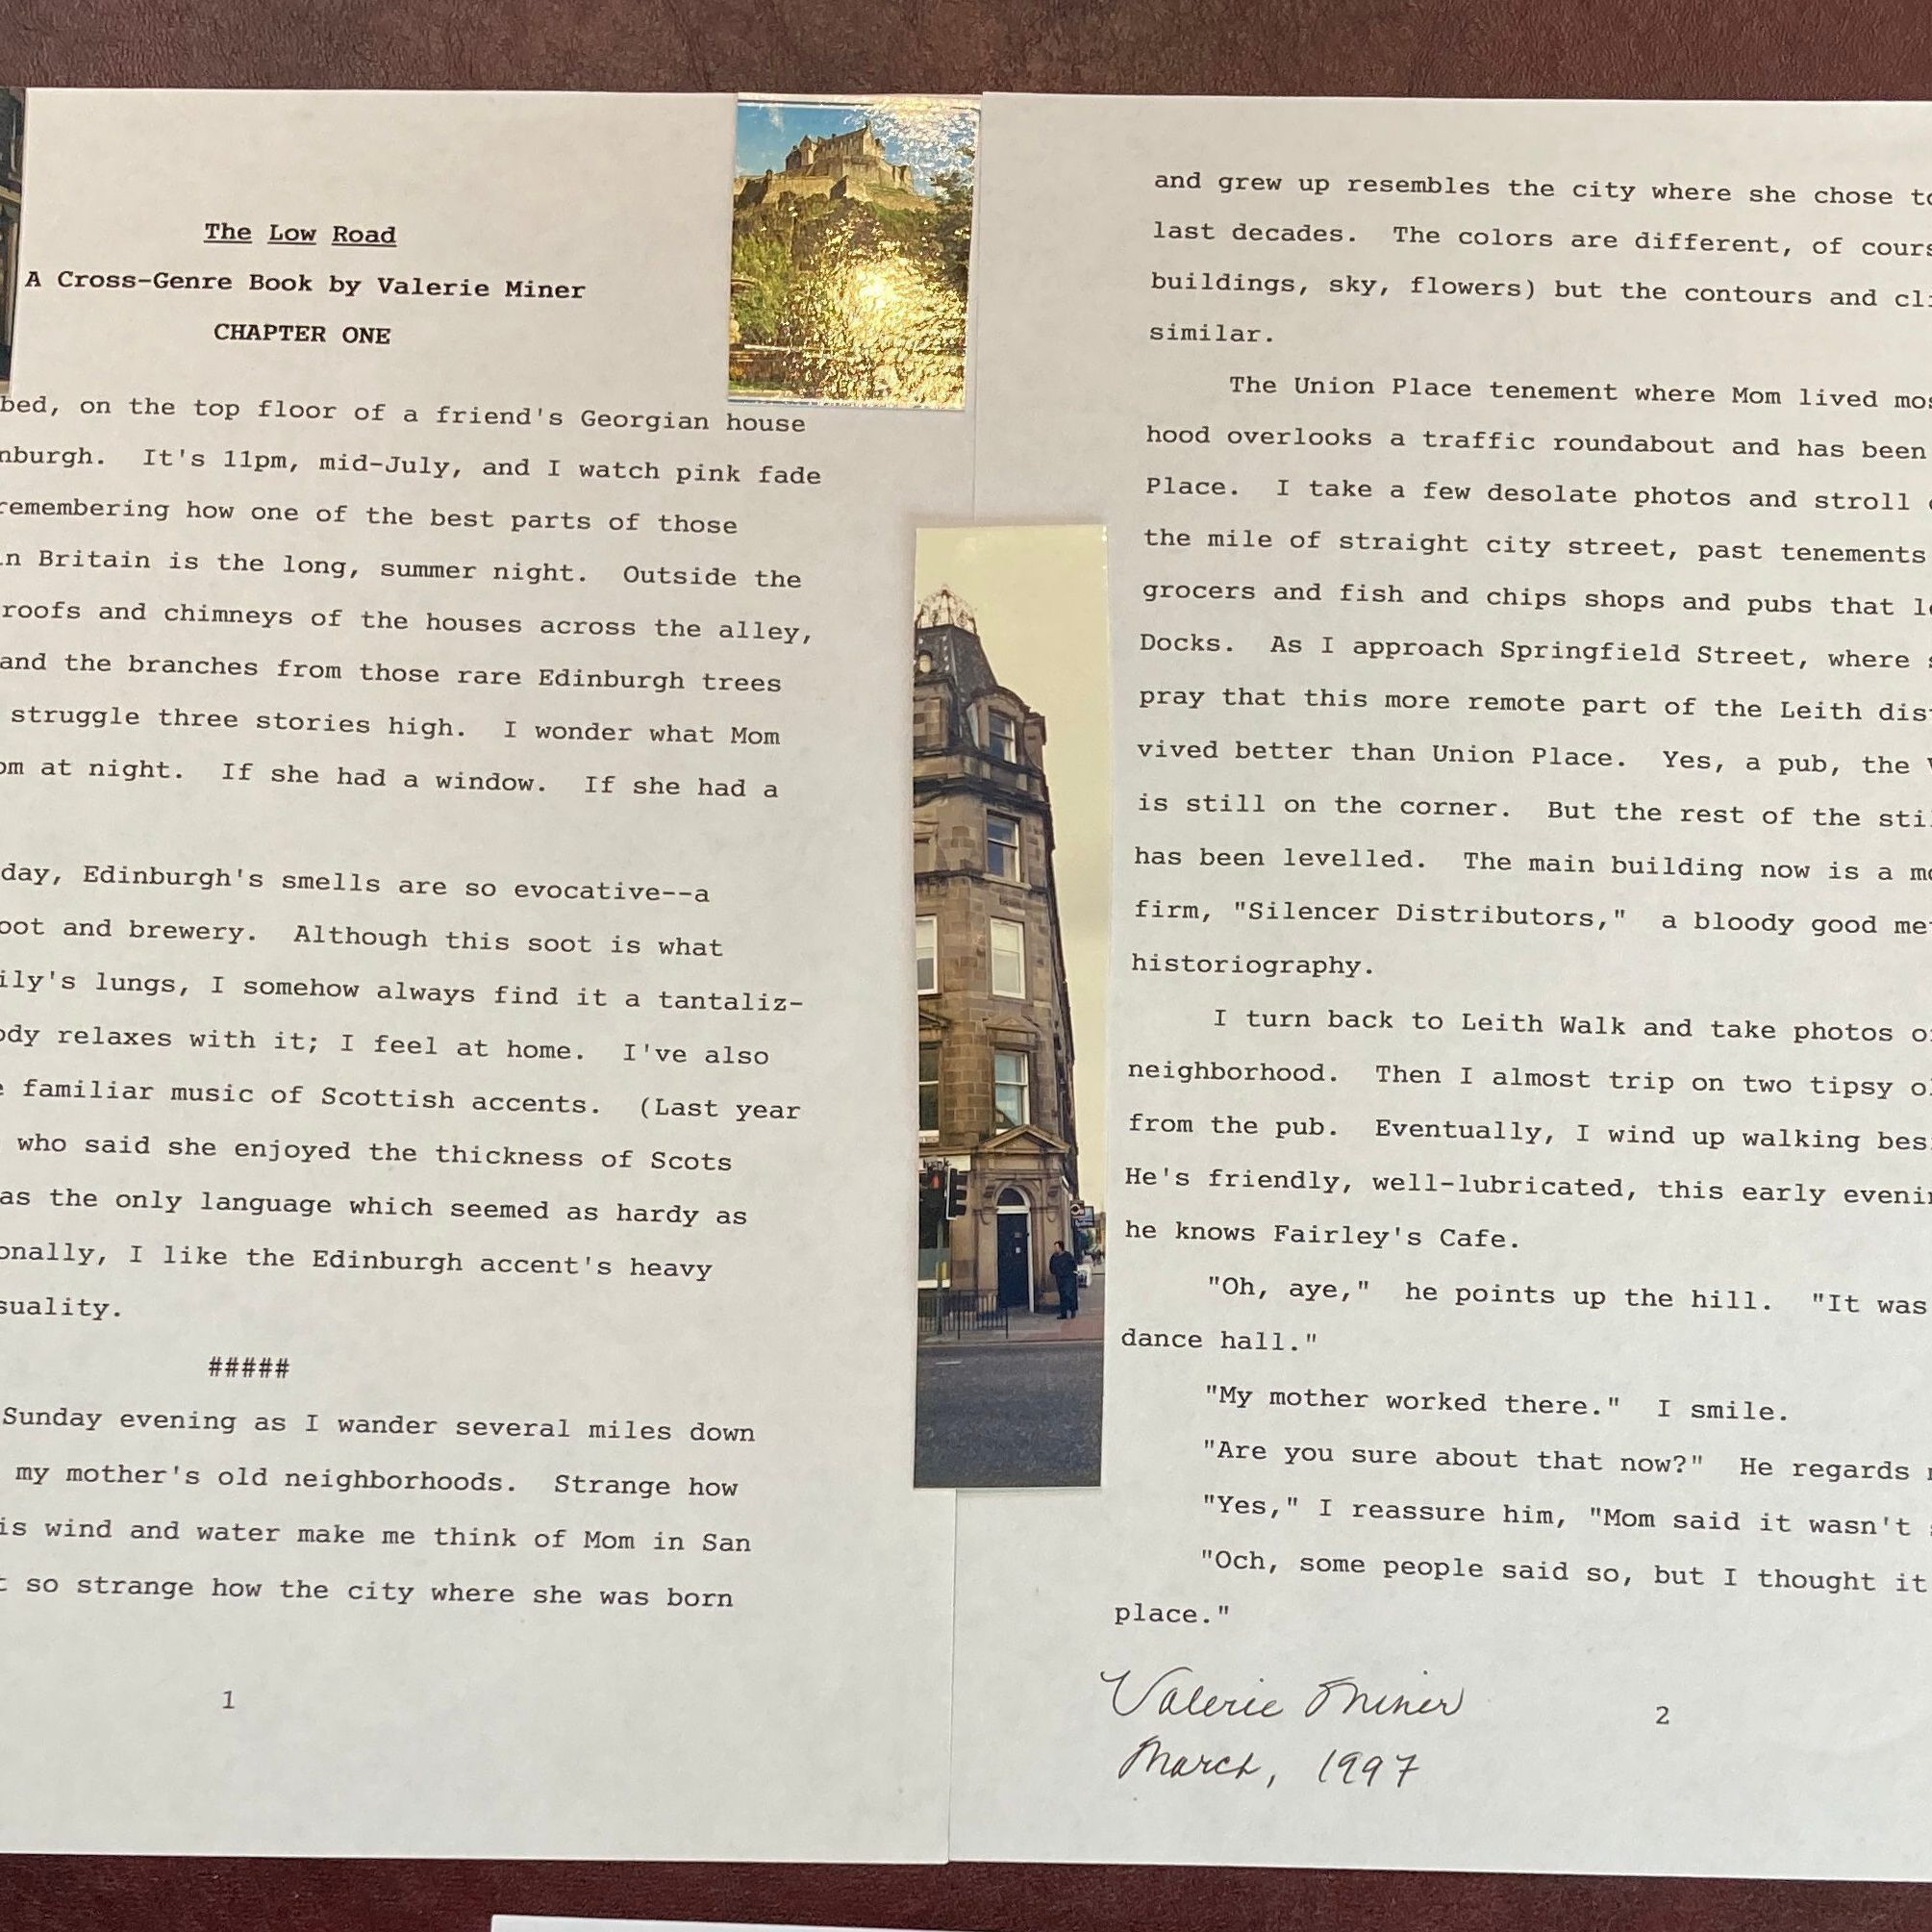 The Low Road
A Cross-Genre Book by Valerie Miner
CHAPTER ONE
bed, on the top floor of a friend's Georgian house
nburgh. It's 11pm, mid-July, and I watch pink fade
remembering how one of the best parts of those
in Britain is the long, summer night. Outside the
roofs and chimneys of the houses across the alley,
and the branches from those rare Edinburgh trees
struggle three stories high. I wonder what Mom
om at night. If she had a window. If she had a
day, Edinburgh's smells are so evocative--a
oot and brewery. Although this soot is what
ily's lungs, I somehow always find it a tantaliz-
ody relaxes with it; I feel at home. I've also
familiar music of Scottish accents. (Last year
who said she enjoyed the thickness of Scots
as the only language which seemed as hardy as
onally, I like the Edinburgh accent's heavy
suality.
#####
Sunday evening as I wander several miles down
my mother's old neighborhoods. Strange how
is wind and water make me think of Mom in San
so strange how the city where she was born
1
and grew up resembles the city where she chose to
last decades. The colors are different, of cours
buildings, sky, flowers) but the contours and cli
similar.
The Union Place tenement where Mom lived mos
hood overlooks a traffic roundabout and has been
Place. I take a few desolate photos and stroll
the mile of straight city street, past tenements
grocers and fish and chips shops and pubs that le
Docks. As I approach Springfield Street, where
pray that this more remote part of the Leith dis
vived better than Union Place. Yes, a pub, the
is still on the corner. But the rest of the sti
has been levelled. The main building now is a mo
firm, "Silencer Distributors," a bloody good me
historiography.
I turn back to Leith Walk and take photos o
neighborhood. Then I almost trip on two tipsy o
from the pub. Eventually, I wind up walking bes
He's friendly, well-lubricated, this early evenin
he knows Fairley's Cafe.
"Oh, aye," he points up the hill. "It was
dance hall."
"My mother worked there." I smile.
"Are you sure about that now?" He regards
"Yes," I reassure him, "Mom said it wasn't
"Och, some people said so, but I thought it
place."
Valerie Miner
March, 1997
2